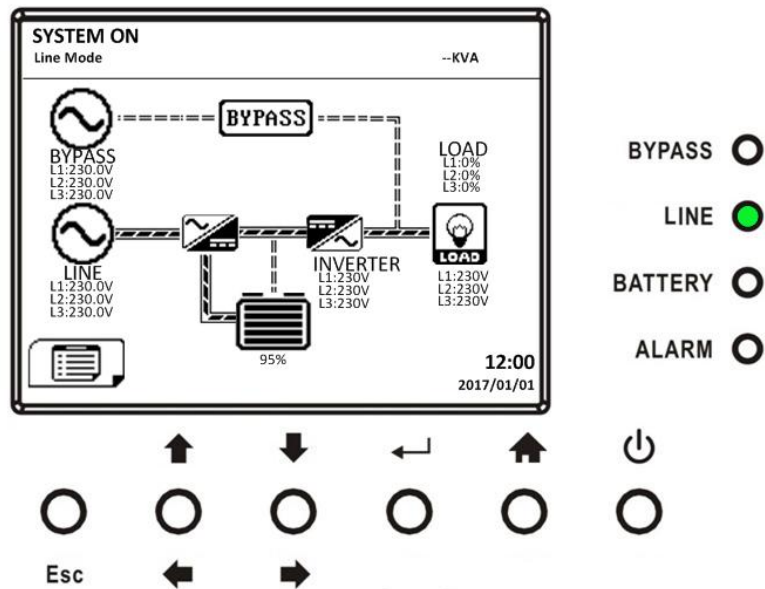 SYSTEM ON
Line Mode
--KVA
BYPASS
BYPASS
L1:230.0V
L2:230.0V
L3:230.0V
LOAD
L1:0%
L2:0%
L3:0%
LINE
L1:230.0V
L2:230.0V
L3:230.0V
INVERTER
L1:230V
L2:230V
L3:230V
LOAD
L1:230V
L2:230V
L3:230V
95%
12:00
2017/01/01
BYPASS
LINE
BATTERY
ALARM
Esc